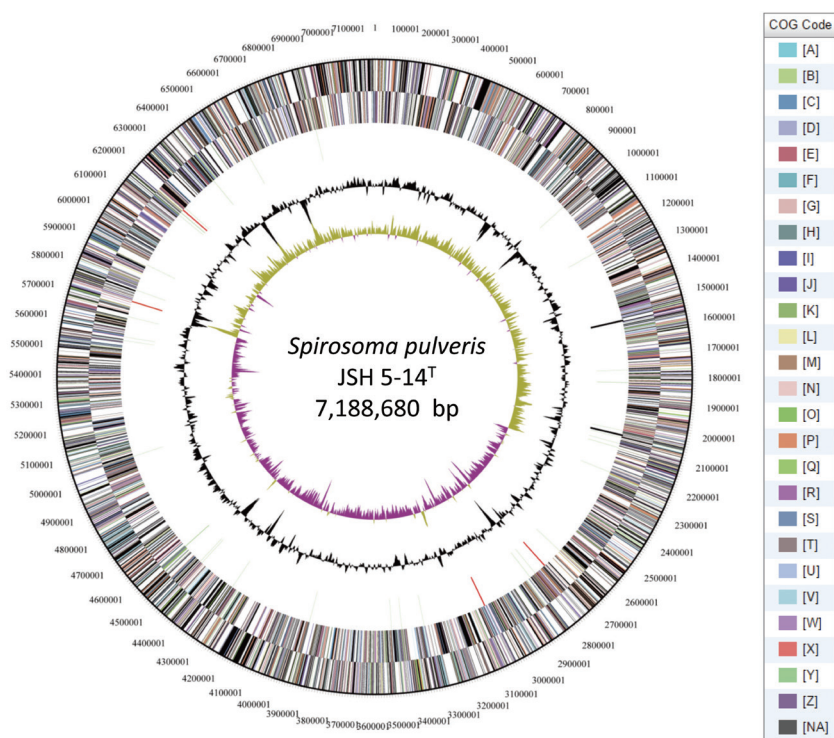 1
100001
200001
300001
400001
500001
600001
700001
800001
900001
1000001
1100001
1200001
1300001
1400001
1500001
1600001
1700001
1800001
1900001
2000001
2100001
2200001
2300001
2400001
2500001
2600001
2700001
2800001
2900001
3000001
3100001
3200001
3300001
3400001
3500001
3600001
3700001
3800001
3900001
4000001
4100001
4200001
4300001
4400001
4500001
4600001
4700001
4800001
4900001
5000001
5100001
5200001
5300001
5400001
5500001
5600001
5700001
5800001
5900001
6000001
6100001
6200001
6300001
6400001
6500001
6600001
6700001
6800001
6900001
7000001
7100001
Spirosoma pulveris
JSH 5-14ᵀ
7,188,680 bp
COG Code
[A]
[B]
[C]
[D]
[E]
[F]
[G]
[H]
[I]
[J]
[K]
[L]
[M]
[N]
[O]
[P]
[Q]
[R]
[S]
[T]
[U]
[V]
[W]
[X]
[Y]
[Z]
[NA]